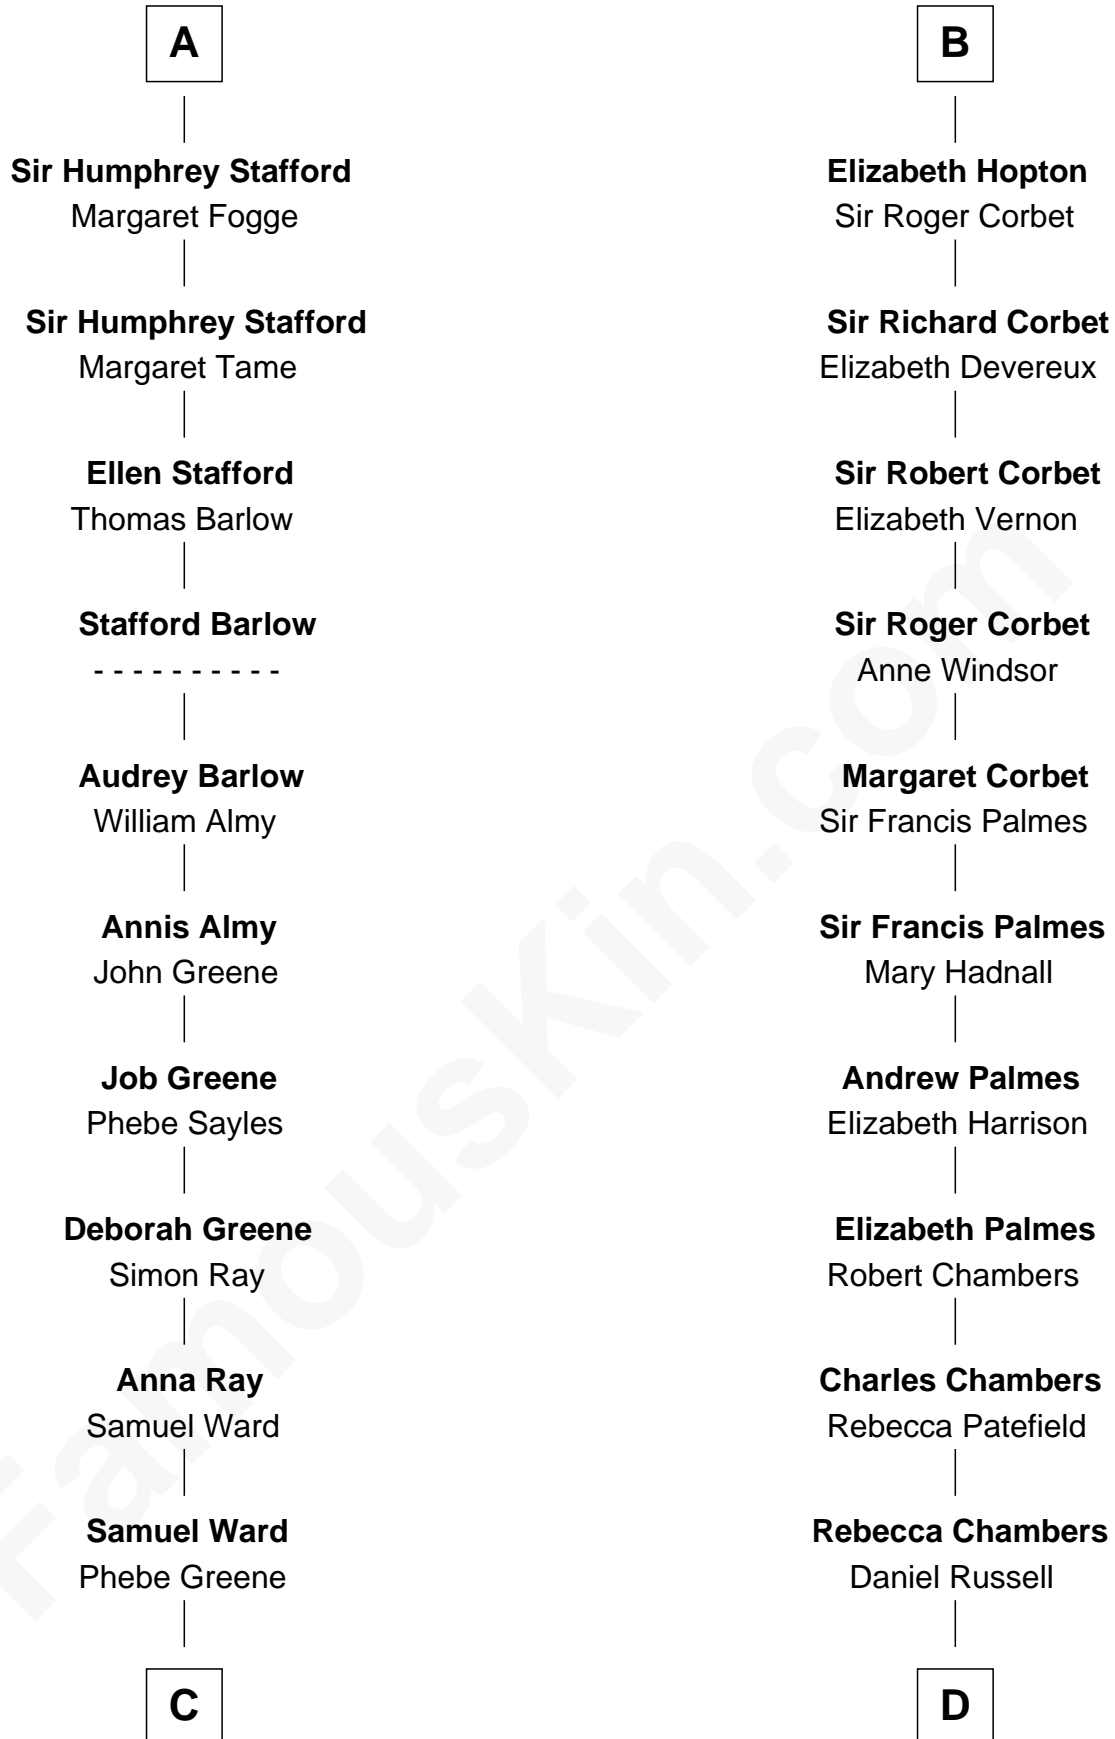 A
Sir Humphrey Stafford
Margaret Fogge
Sir Humphrey Stafford
Margaret Tame
Ellen Stafford
Thomas Barlow
Stafford Barlow
- - - - - - - - - -
Audrey Barlow
William Almy
Annis Almy
John Greene
Job Greene
Phebe Sayles
Deborah Greene
Simon Ray
Anna Ray
Samuel Ward
Samuel Ward
Phebe Greene
C
B
Elizabeth Hopton
Sir Roger Corbet
Sir Richard Corbet
Elizabeth Devereux
Sir Robert Corbet
Elizabeth Vernon
Sir Roger Corbet
Anne Windsor
Margaret Corbet
Sir Francis Palmes
Sir Francis Palmes
Mary Hadnall
Andrew Palmes
Elizabeth Harrison
Elizabeth Palmes
Robert Chambers
Charles Chambers
Rebecca Patefield
Rebecca Chambers
Daniel Russell
D
FamousKin.com